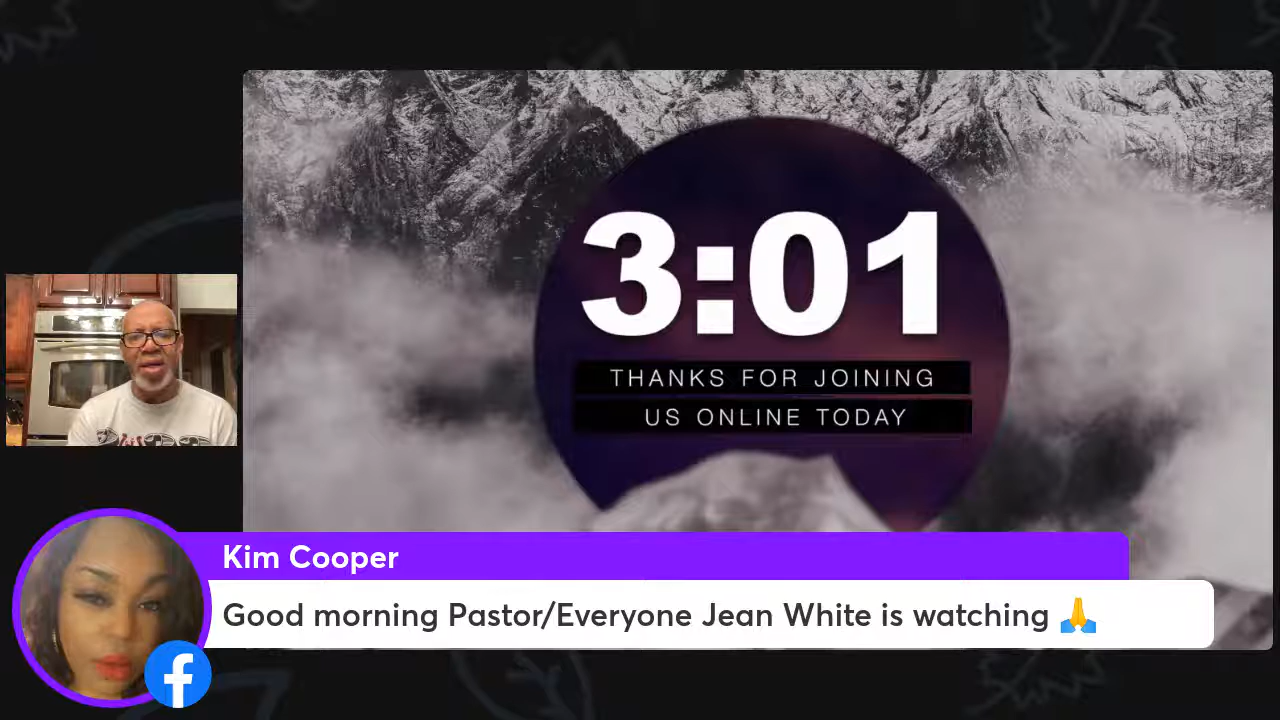 3:01
THANKS FOR JOINING
US ONLINE TODAY
Kim Cooper
Good morning Pastor/Everyone Jean White is watching 🙏